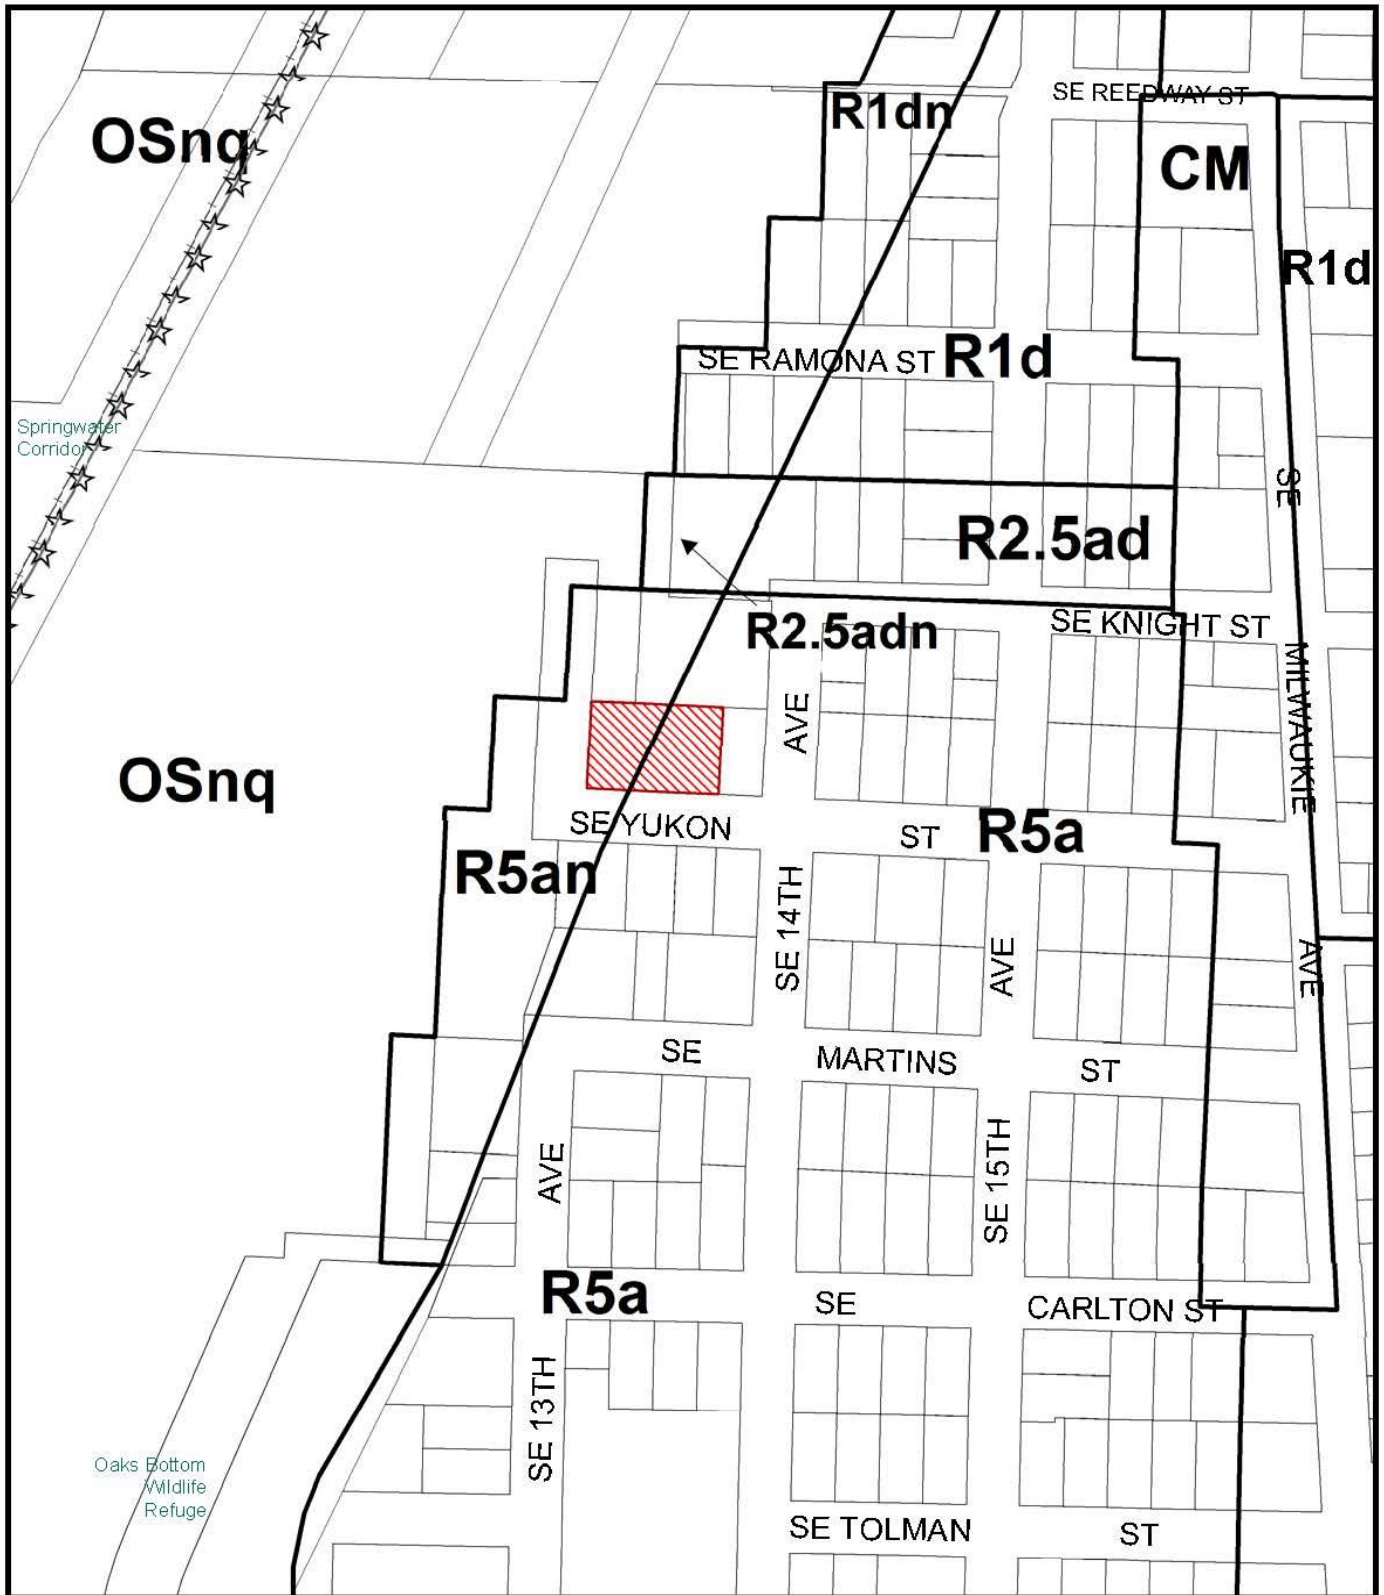 SE REEDWAY ST
R1dn
OSnq
CM
R1d
SE RAMONA ST
R1d
Springwater
Corridor
SE
R2.5ad
R2.5adn
SE KNIGHT ST
MILWAUKIE
AVE
OSnq
SE YUKON
ST
R5a
R5an
SE 14TH
AVE
AVE
SE
MARTINS
ST
AVE
SE 15TH
R5a
SE
CARLTON ST
SE 13TH
Oaks Bottom
Wildlife
Refuge
SE TOLMAN
ST